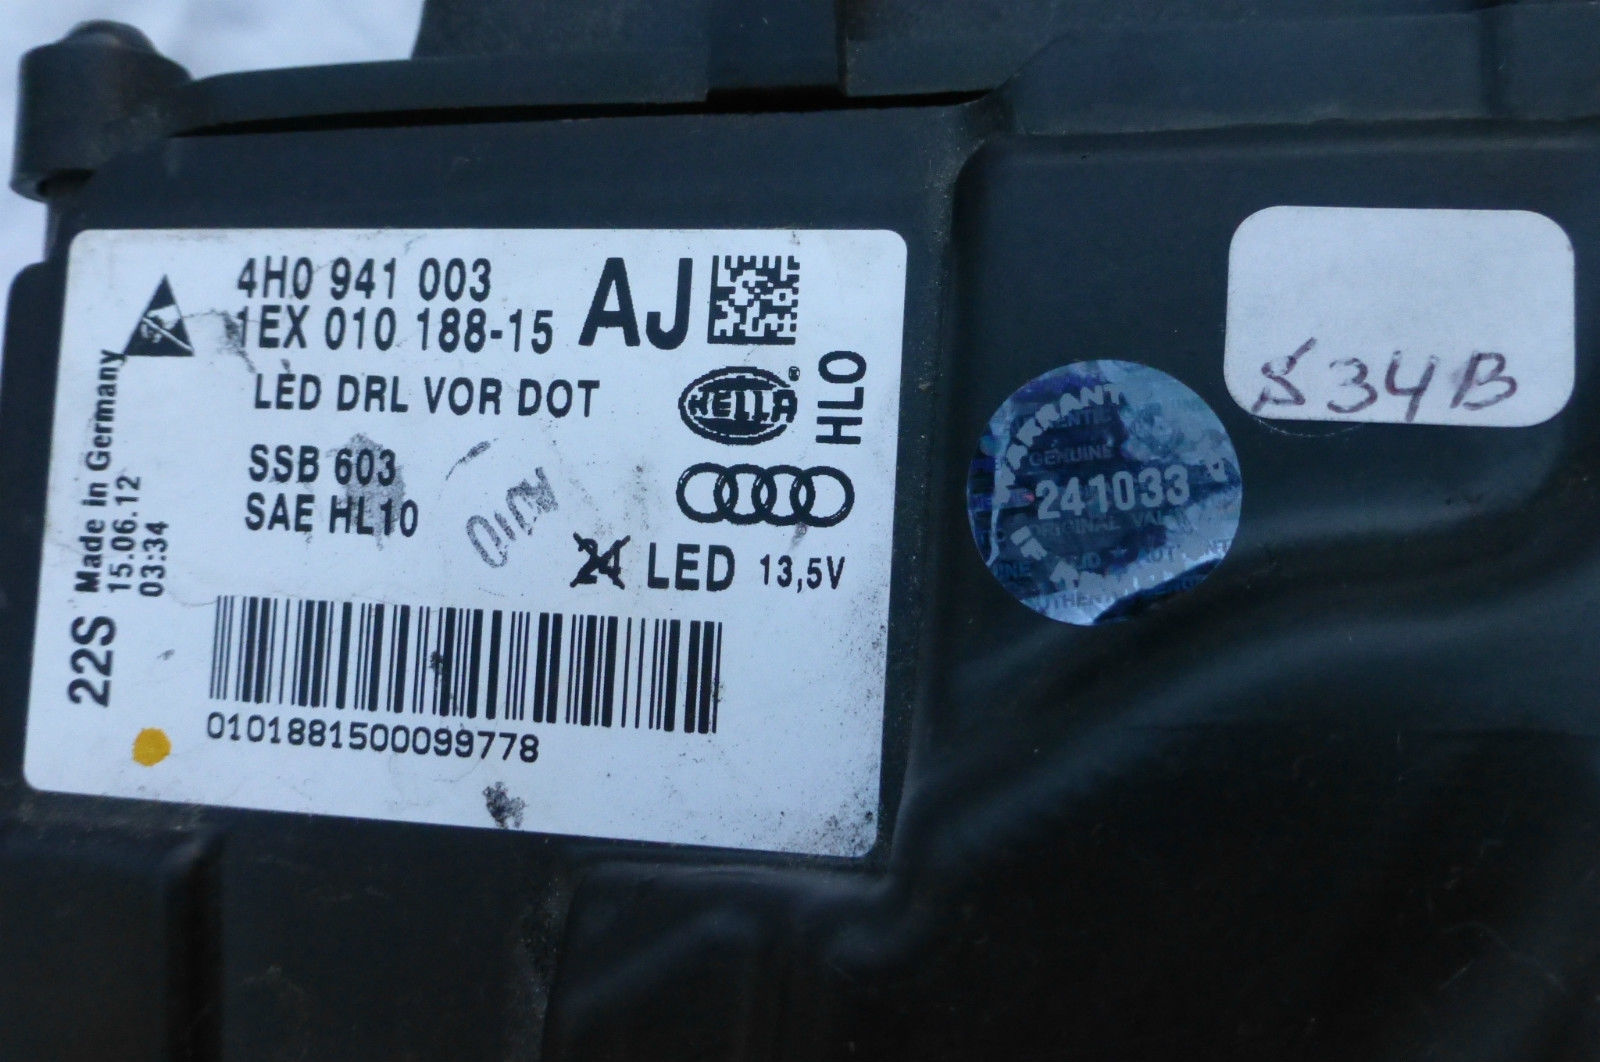 4H0 941 003
AJ
1EX 010 188-15
LED DRL VOR DOT
HELLA®
HLO
SSB 603
SAE HL10
24 LED 13,5V
Made in Germany
15.06.12
03:34
22S
0101881500099778
GENUINE
241033
S34B